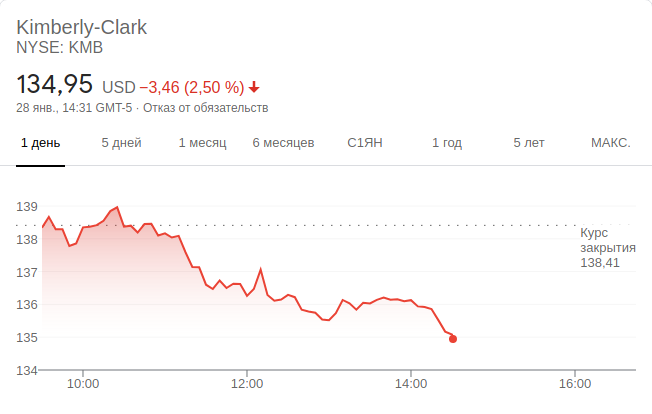 Kimberly-Clark
NYSE: KMB
134,95 USD −3,46 (2,50 %)
28 янв., 14:31 GMT-5 · Отказ от обязательств
1 день 5 дней 1 месяц 6 месяцев С1ЯН 1 год 5 лет МАКС.
139
138
137
136
135
134
Курс
закрытия
138,41
10:00 12:00 14:00 16:00